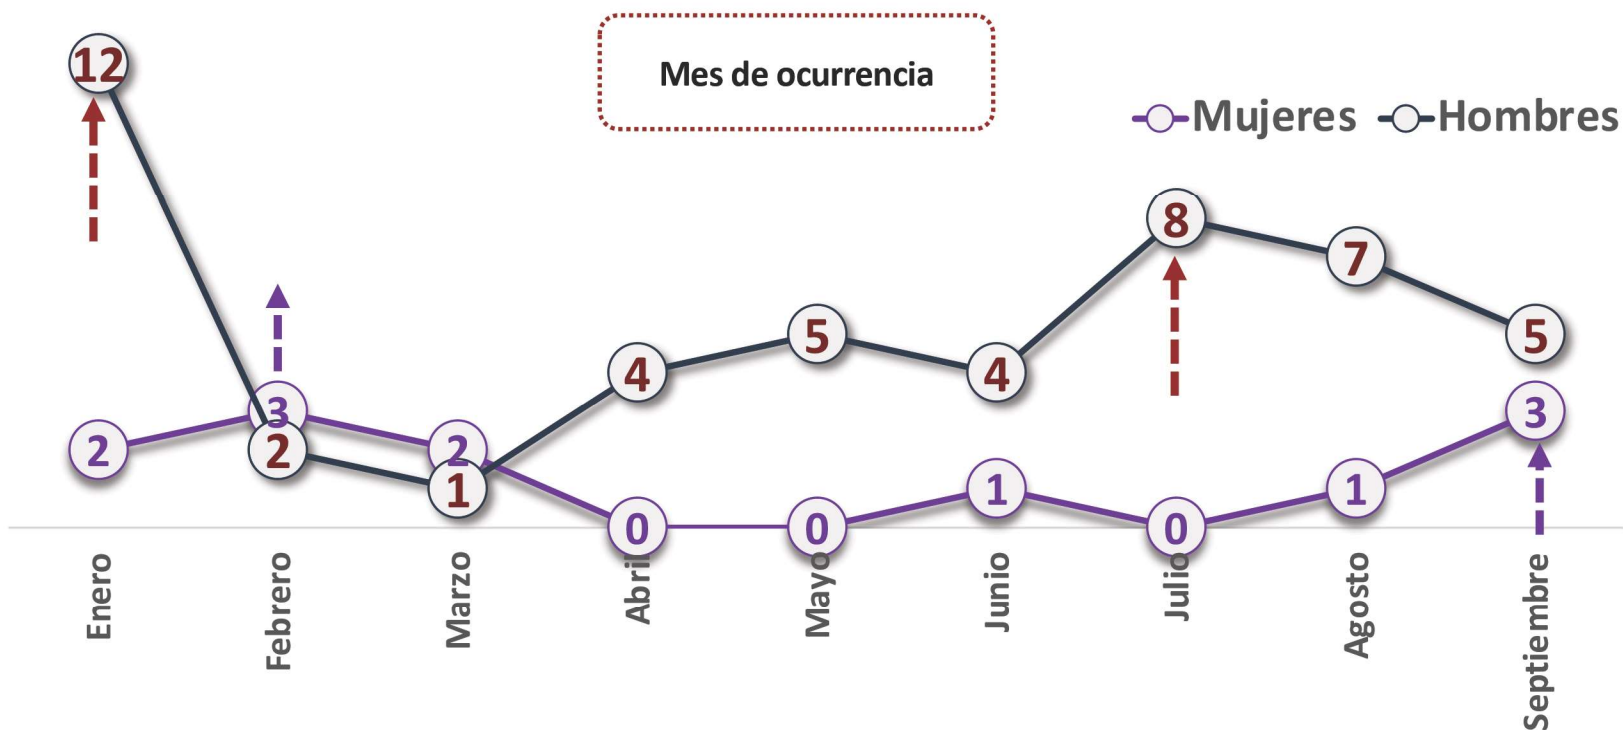 Mes de ocurrencia
Mujeres Hombres
12
2
3
2
2
1
4
0
5
0
4
1
8
0
7
1
5
3
Enero
Febrero
Marzo
Abril
Mayo
Junio
Julio
Agosto
Septiembre